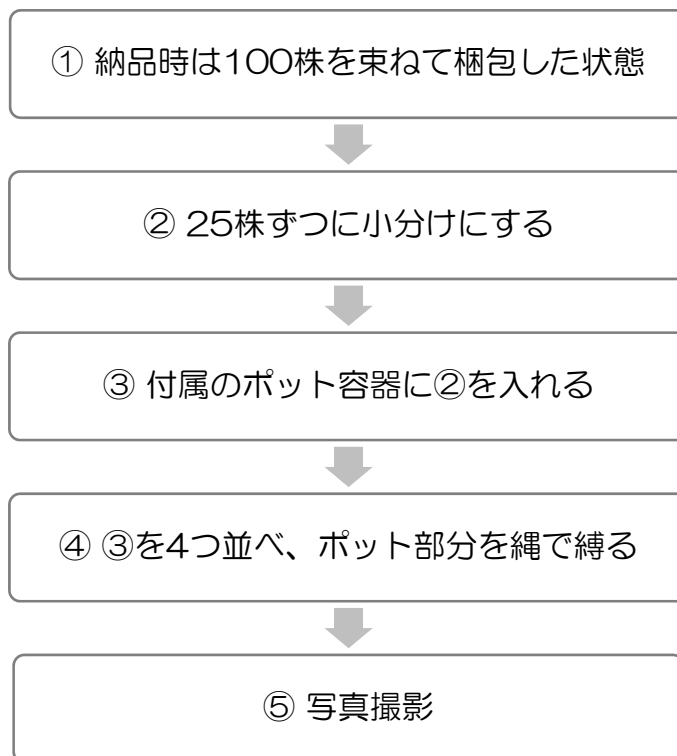 ① 納品時は100株を束ねて梱包した状態
② 25株ずつに小分けにする
③ 付属のポット容器に②を入れる
④ ③を4つ並べ、ポット部分を縄で縛る
⑤ 写真撮影